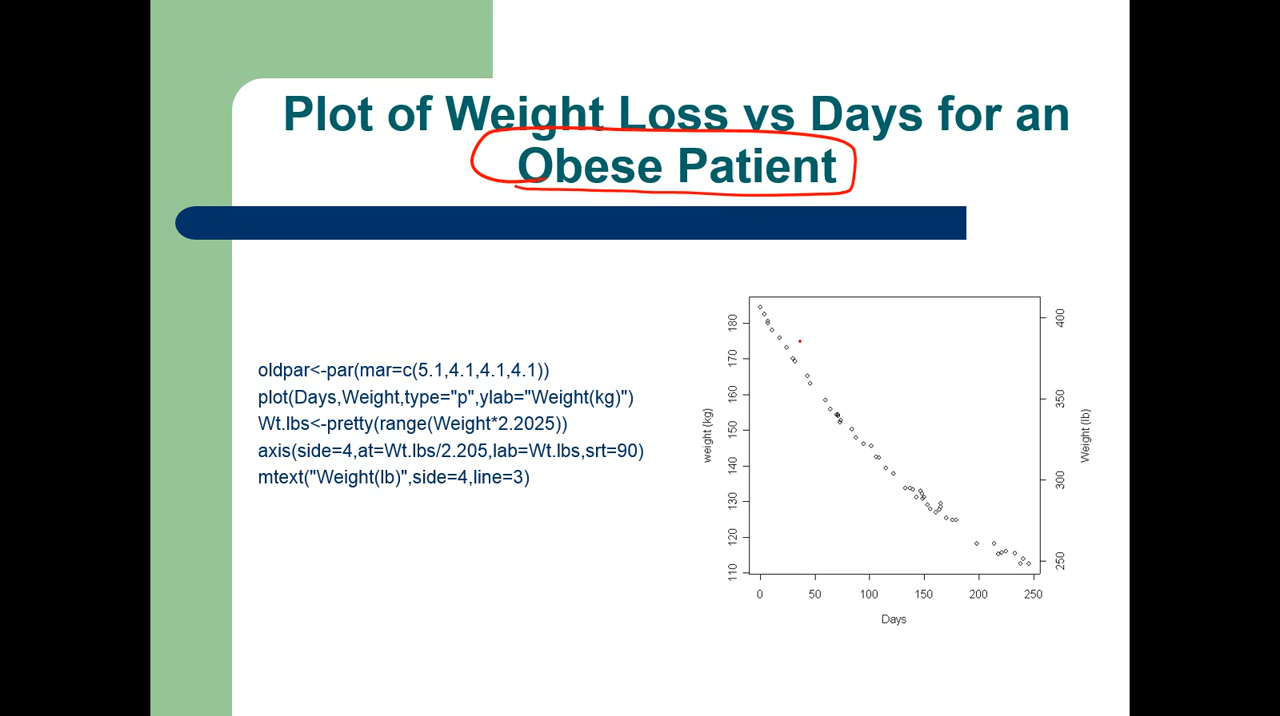 Plot of Weight Loss vs Days for an
Obese Patient
oldpar<-par(mar=c(5.1,4.1,4.1,4.1))
plot(Days,Weight,type="p",ylab="Weight(kg)")
Wt.lbs<-pretty(range(Weight*2.2025))
axis(side=4,at=Wt.lbs/2.205,lab=Wt.lbs,srt=90)
mtext("Weight(lb)",side=4,line=3)
weight (kg)
180
170
160
150
140
130
120
110
0 50 100 150 200 250
Days
400
350
300
250
Weight (lb)